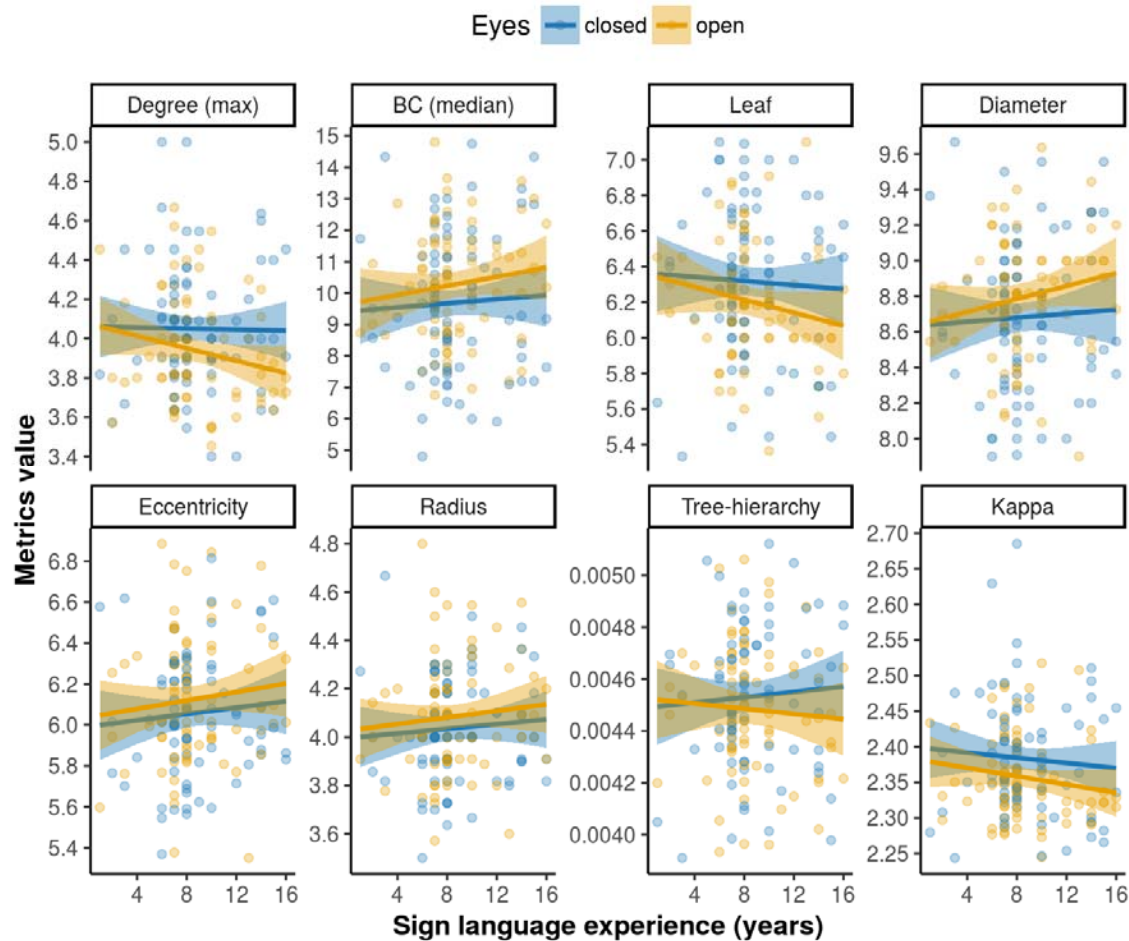 Eyes closed open
Degree (max) BC (median) Leaf Diameter
5.0 4.8 4.6 4.4 4.2 4.0 3.8 3.6 3.4
15 14 13 12 11 10 9 8 7 6 5
7.0 6.8 6.6 6.4 6.2 6.0 5.8 5.6 5.4
9.6 9.4 9.2 9.0 8.8 8.6 8.4 8.2 8.0
Metrics value
Eccentricity Radius Tree-hierarchy Kappa
6.8 6.6 6.4 6.2 6.0 5.8 5.6 5.4
4.8 4.6 4.4 4.2 4.0 3.8 3.6
0.0050 0.0048 0.0046 0.0044 0.0042 0.0040
2.70 2.65 2.60 2.55 2.50 2.45 2.40 2.35 2.30 2.25
4 8 12 16 4 8 12 16 4 8 12 16 4 8 12 16
Sign language experience (years)